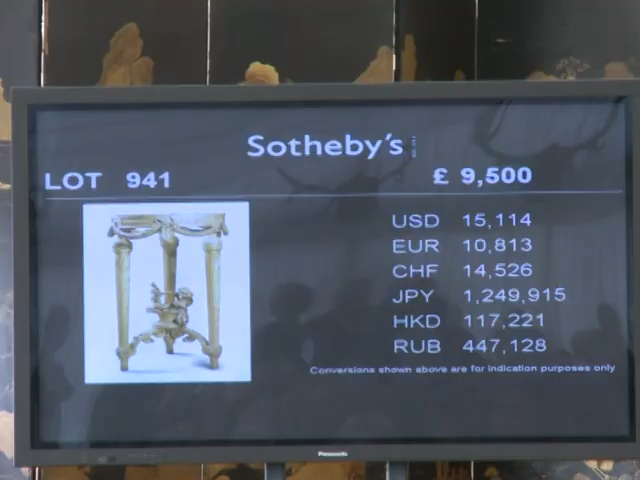 Sotheby's
LOT 941 £ 9,500
USD 15,114
EUR 10,813
CHF 14,526
JPY 1,249,915
HKD 117,221
RUB 447,128
Conversions shown above are for indication purposes only
Panasonic